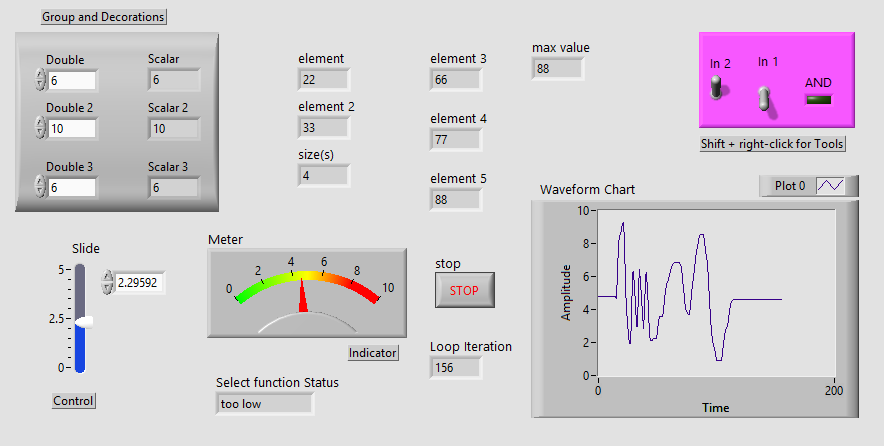 Group and Decorations
Double
6
Scalar
6
Double 2
10
Scalar 2
10
Double 3
6
Scalar 3
6
element
22
element 2
33
size(s)
4
element 3
66
element 4
77
element 5
88
max value
88
In 2
In 1
AND
Shift + right-click for Tools
Slide
5
2.5
0
2.29592
Control
Meter
0
2
4
6
8
10
Indicator
Select function Status
too low
stop
STOP
Loop Iteration
156
Waveform Chart
Plot 0
Amplitude
10
8
6
4
2
0
0
200
Time